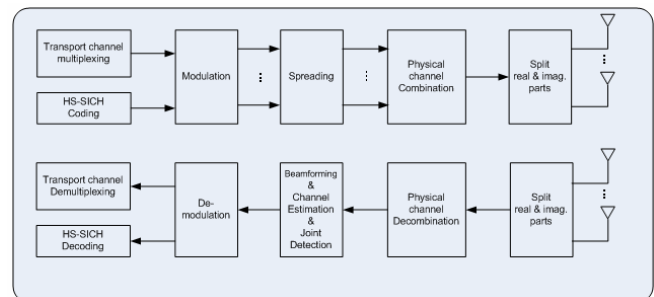 Transport channel
multiplexing
HS-SICH
Coding
Modulation
Spreading
Physical
channel
Combination
Split
real & imag.
parts
Transport channel
Demultiplexing
HS-SICH
Decoding
De-
modulation
Beamforming
&
Channel
Estimation
&
Joint
Detection
Physical
channel
Decombination
Split
real & imag.
parts